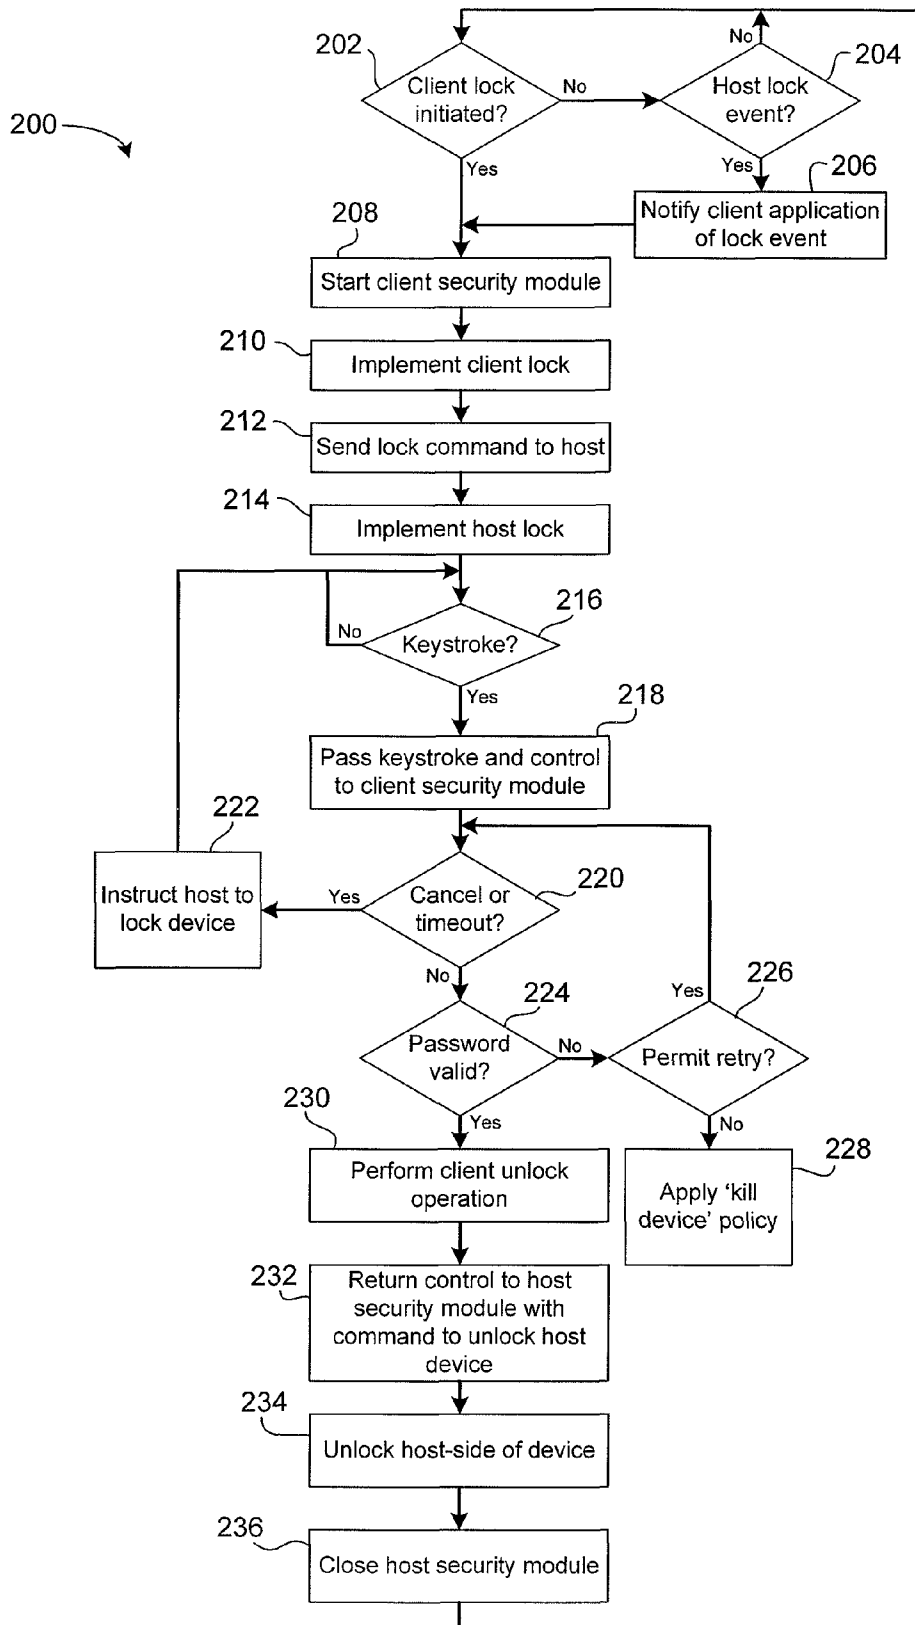 200
202
Client lock
initiated?
No
Yes
204
Host lock
event?
No
Yes
206
Notify client application
of lock event
208
Start client security module
210
Implement client lock
212
Send lock command to host
214
Implement host lock
216
Keystroke?
No
Yes
218
Pass keystroke and control
to client security module
220
Cancel or
timeout?
Yes
No
222
Instruct host to
lock device
224
Password
valid?
No
Yes
226
Permit retry?
Yes
No
228
Apply ‘kill
device’ policy
230
Perform client unlock
operation
232
Return control to host
security module with
command to unlock host
device
234
Unlock host-side of device
236
Close host security module